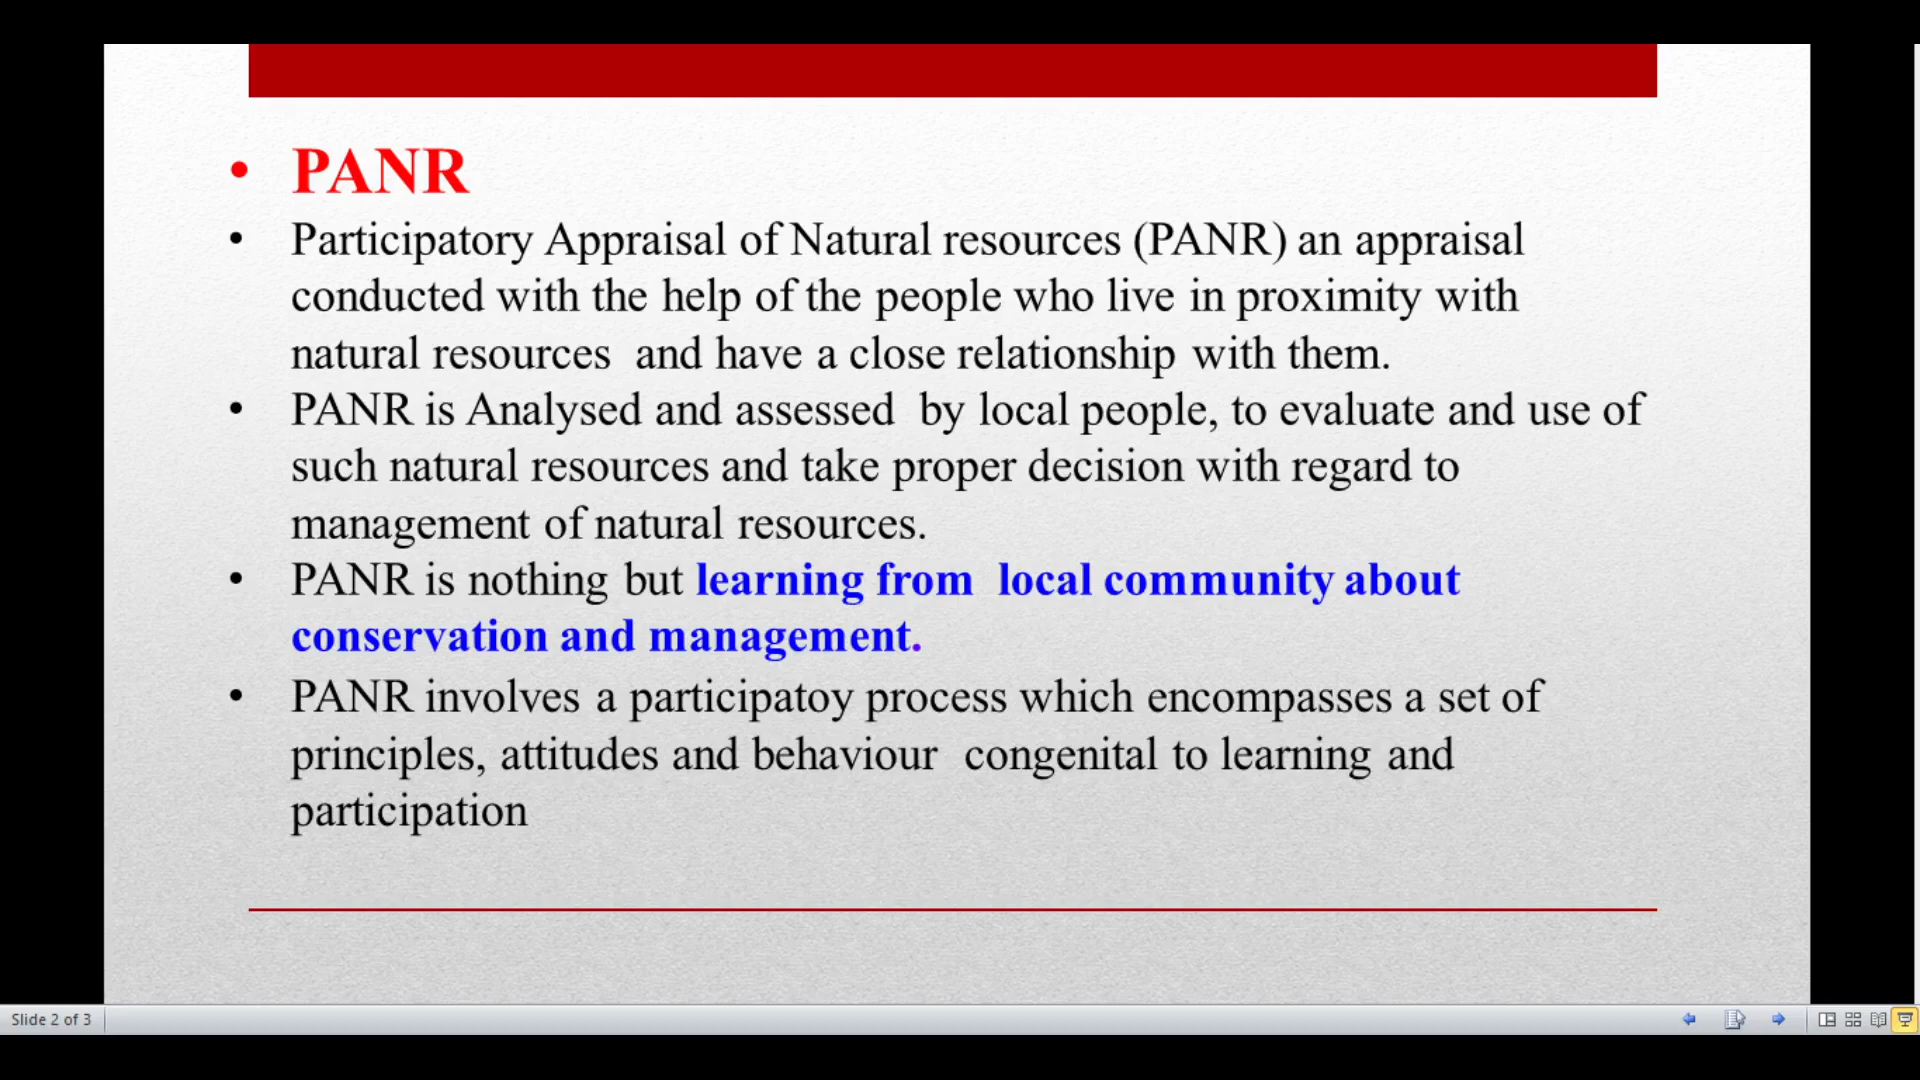 • PANR
• Participatory Appraisal of Natural resources (PANR) an appraisal
conducted with the help of the people who live in proximity with
natural resources and have a close relationship with them.
• PANR is Analysed and assessed by local people, to evaluate and use of
such natural resources and take proper decision with regard to
management of natural resources.
• PANR is nothing but learning from local community about
conservation and management.
• PANR involves a participatoy process which encompasses a set of
principles, attitudes and behaviour congenital to learning and
participation
Slide 2 of 3